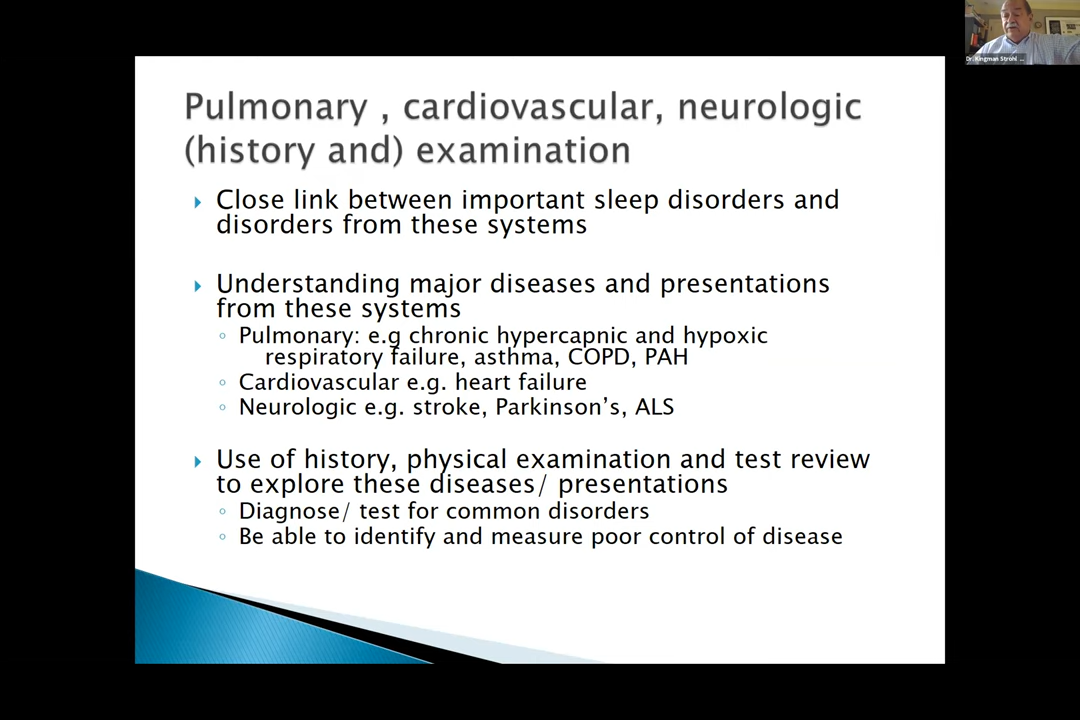 Pulmonary , cardiovascular, neurologic
(history and) examination
Close link between important sleep disorders and
disorders from these systems
Understanding major diseases and presentations
from these systems
Pulmonary: e.g chronic hypercapnic and hypoxic
respiratory failure, asthma, COPD, PAH
Cardiovascular e.g. heart failure
Neurologic e.g. stroke, Parkinson's, ALS
Use of history, physical examination and test review
to explore these diseases/ presentations
Diagnose/ test for common disorders
Be able to identify and measure poor control of disease
Dr. Kingman Strohl ...